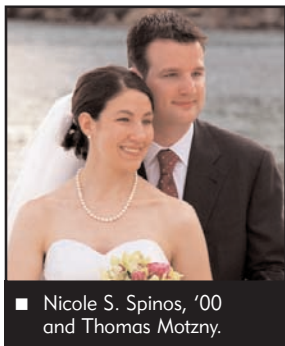 ■ Nicole S. Spinos, ’00
and Thomas Motzny.